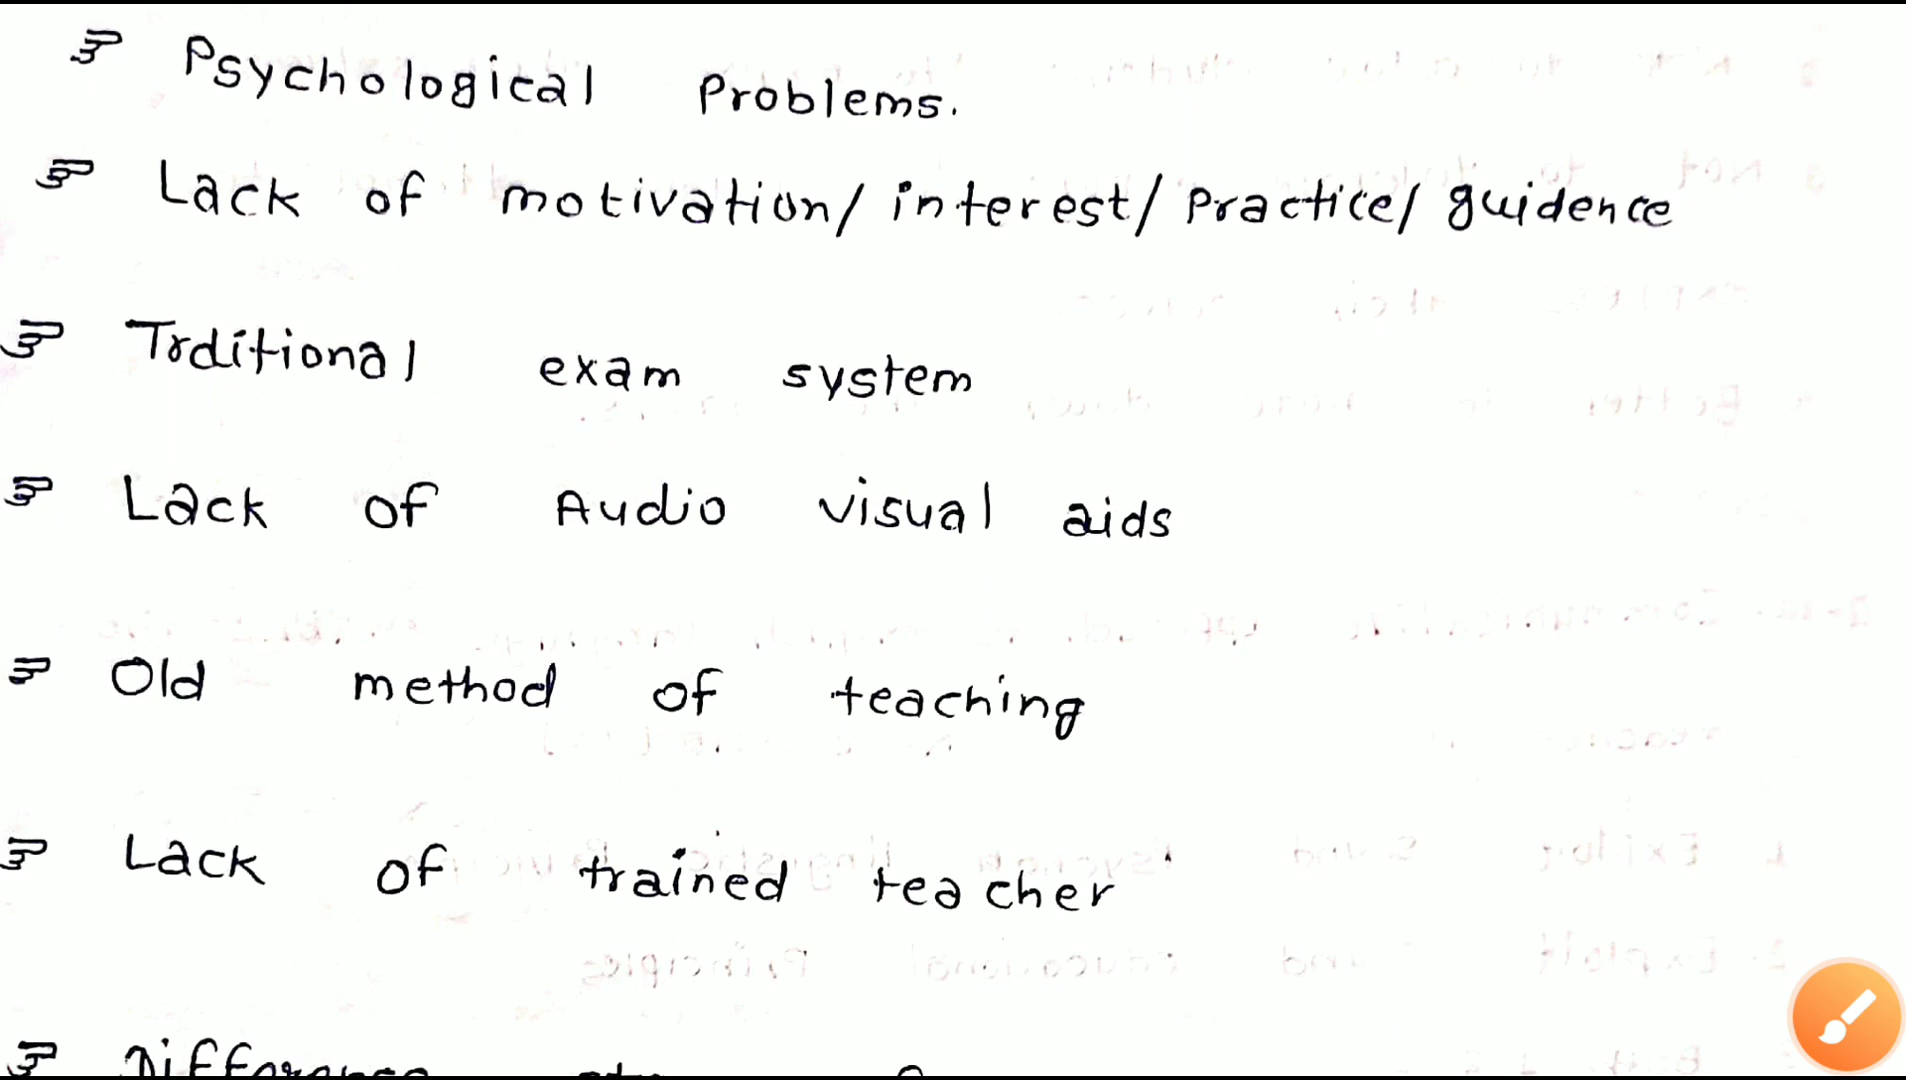 Psychological Problems.
Lack of motivation/ interest/ Practice/ guidence
Trditional exam system
Lack of Audio visual aids
Old method of teaching
Lack of trained teacher
Difference